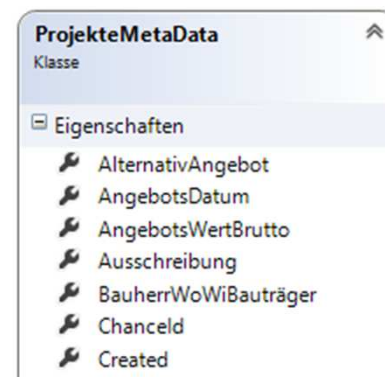 ProjekteMetaData
Klasse
Eigenschaften
AlternativAngebot
AngebotsDatum
AngebotsWertBrutto
Ausschreibung
BauherrWoWiBauträger
ChanceId
Created